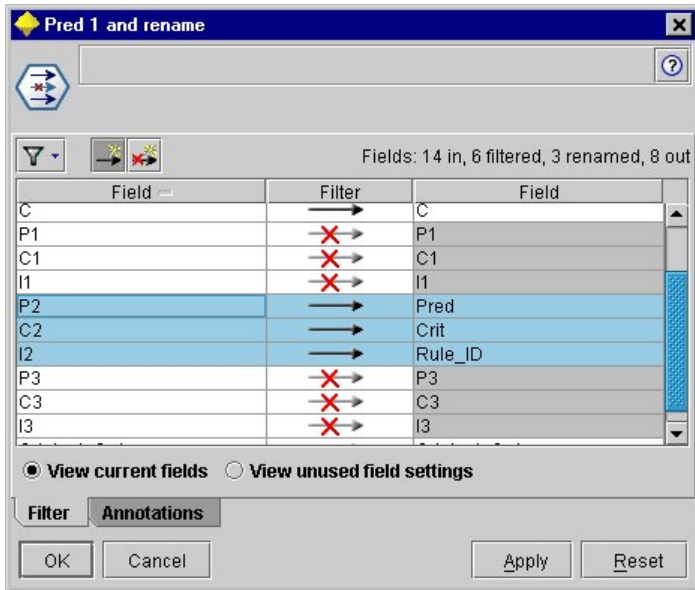 Pred 1 and rename
Fields: 14 in, 6 filtered, 3 renamed, 8 out
Field Filter Field
C C
P1 P1
C1 C1
I1 I1
P2 Pred
C2 Crit
I2 Rule_ID
P3 P3
C3 C3
I3 I3
View current fields View unused field settings
Filter Annotations
OK Cancel Apply Reset